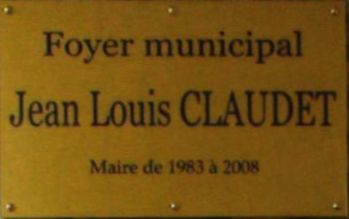 Foyer municipal
Jean Louis CLAUDET
Maire de 1983 à 2008